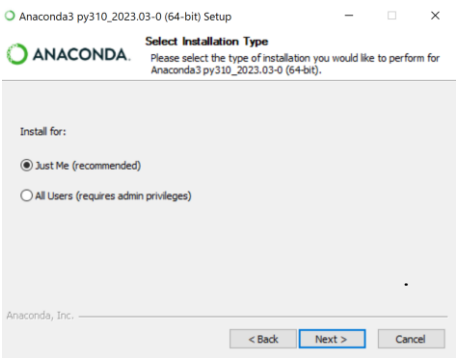 Anaconda3 py310_2023.03-0 (64-bit) Setup
ANACONDA.
Select Installation Type
Please select the type of installation you would like to perform for
Anaconda3 py310_2023.03-0 (64-bit).
Install for:
Just Me (recommended)
All Users (requires admin privileges)
Anaconda, Inc.
< Back
Next >
Cancel